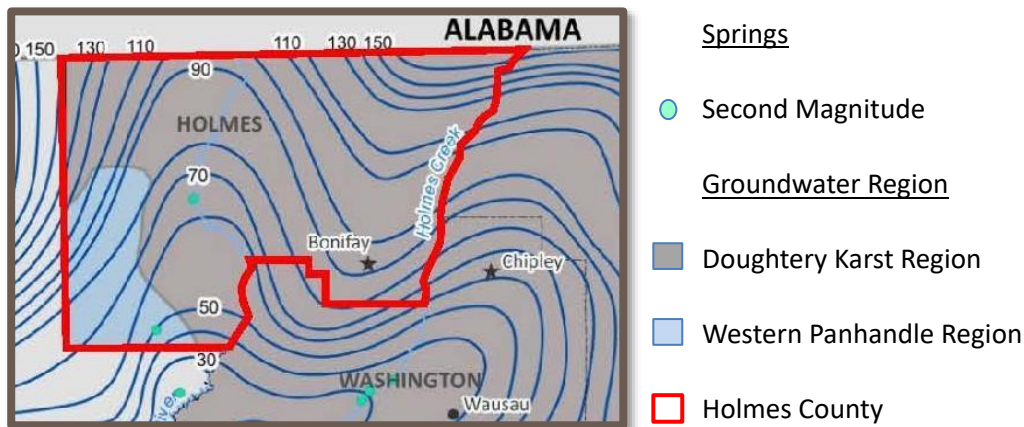 ALABAMA
150 130 110 110 130 150
90
HOLMES
70
Holmes Creek
Bonifay
Chipley
50
30
WASHINGTON
Wausau
Springs
Second Magnitude
Groundwater Region
Doughtery Karst Region
Western Panhandle Region
Holmes County